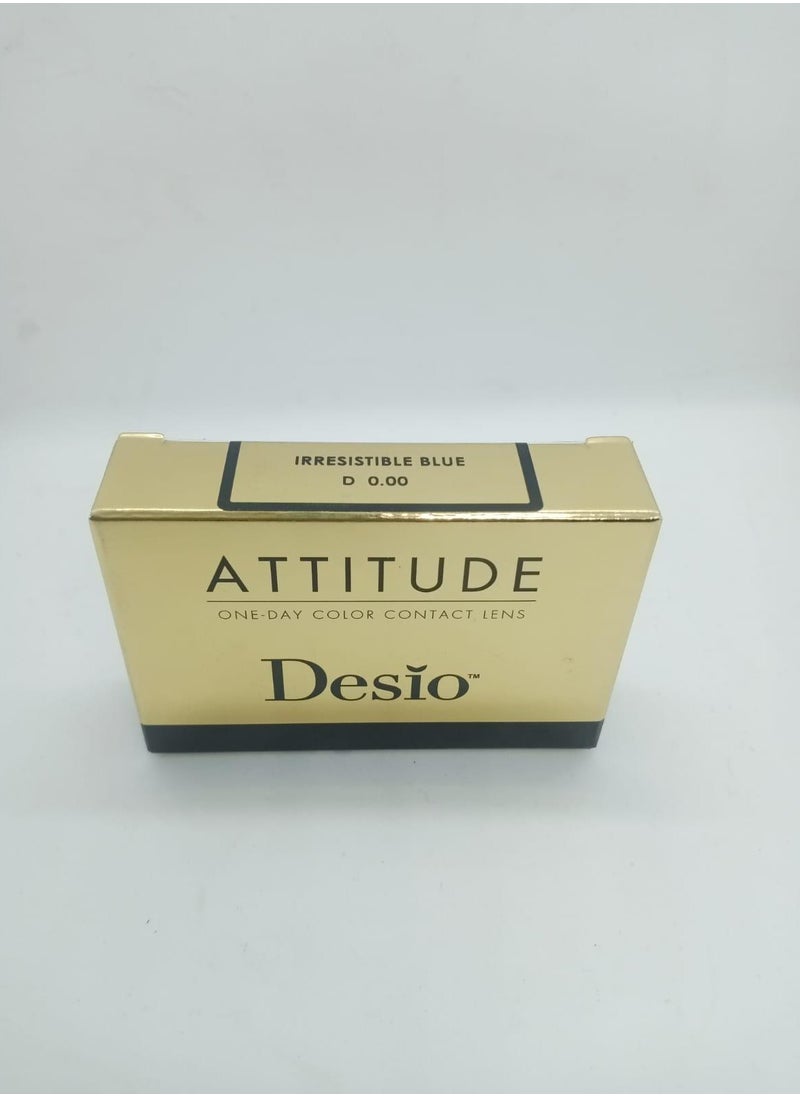 IRRESISTIBLE BLUE
D 0.00
ATTITUDE
ONE-DAY COLOR CONTACT LENS
Desio™